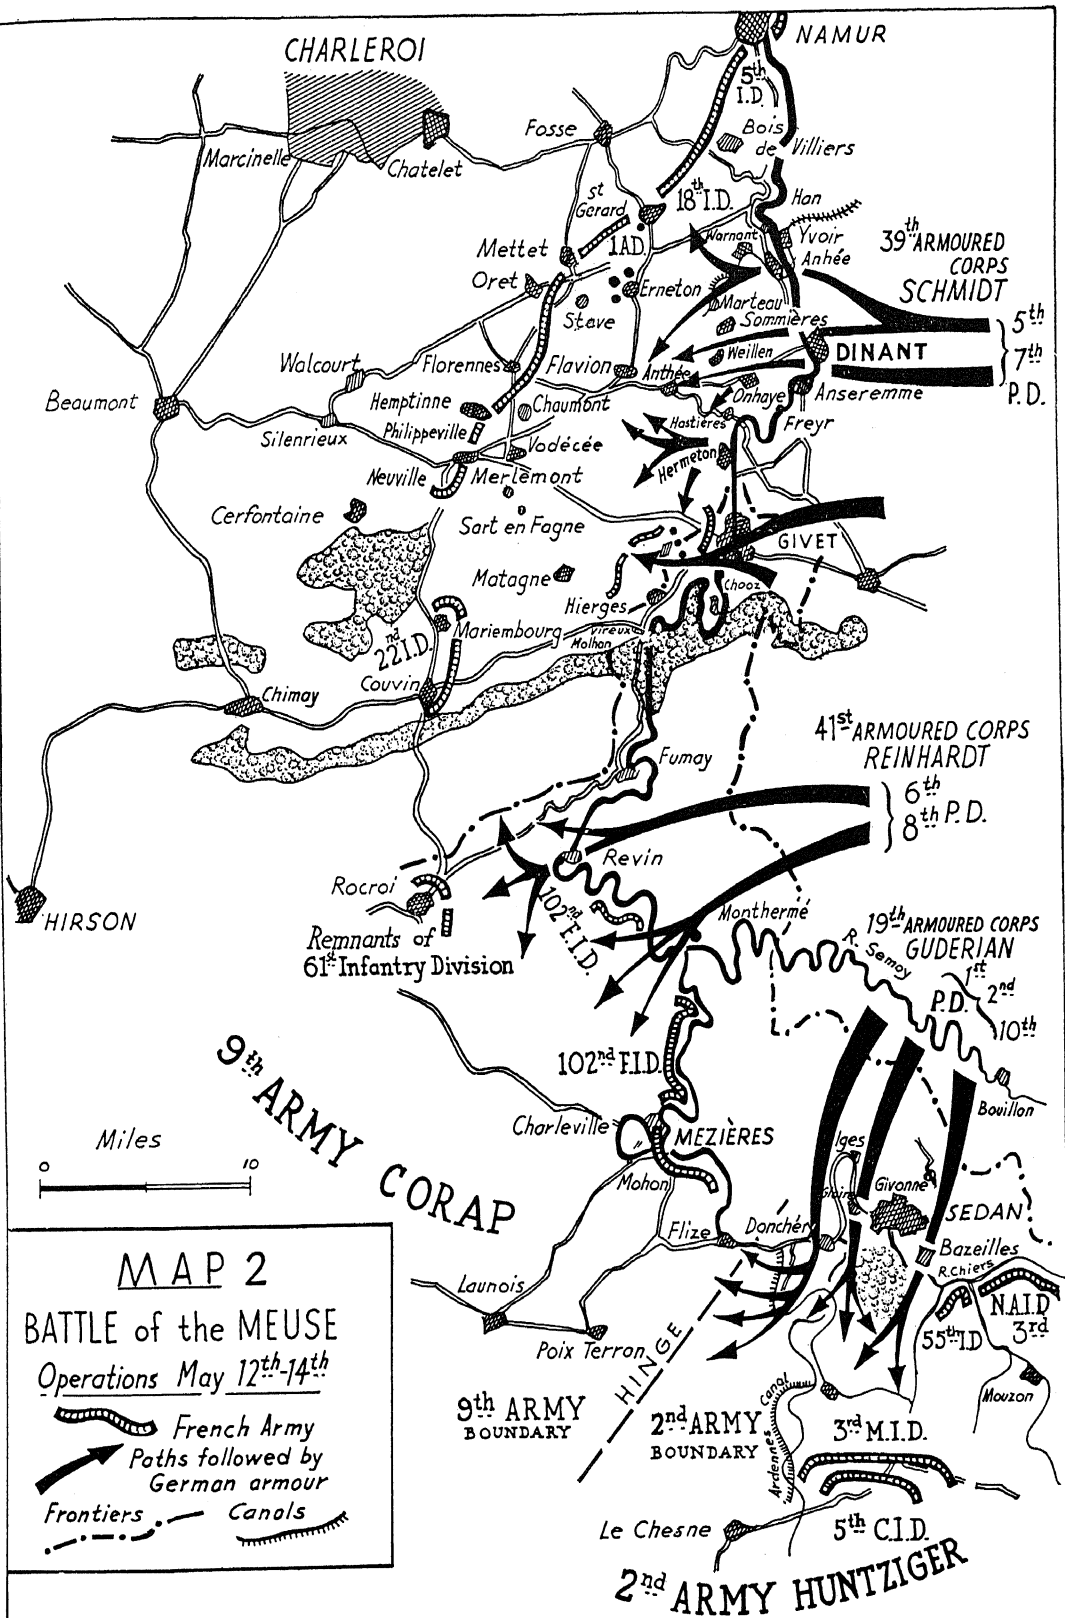 CHARLEROI
NAMUR
5th
I.D.
Fosse
Bois
de Villiers
Marcinelle
Chatelet
St
Gerard
18th I.D.
Han
Mettet
1 A.D.
Warnant
Yvoir
Anhée
39th ARMOURED
CORPS
SCHMIDT
Oret
Erneton
Marteau
Stave
Sommières
5th
7th
P.D.
Walcourt
Florennes
Flavion
Weillen
DINANT
Anthée
Onhaye
Anseremme
Beaumont
Hemptinne
Chaumont
Hastières
Freyr
Silenrieux
Philippeville
Vodécée
Hermeton
Neuville
Merlemont
Cerfontaine
Sart en Fagne
GIVET
Matagne
Chooz
Hierges
22nd I.D.
Mariembourg
Vireux
Molhon
Couvin
Chimay
41st ARMOURED CORPS
REINHARDT
Fumay
6th
8th P.D.
Revin
Rocroi
HIRSON
102nd F.I.D.
Monthermé
Remnants of
61st Infantry Division
19th ARMOURED CORPS
GUDERIAN
R. Semoy
P.D.
1st
2nd
10th
102nd F.I.D.
9th ARMY CORAP
Bouillon
Charleville
MEZIÈRES
Iges
Miles
0 10
Mohon
Glaire
Givonne
SEDAN
Flize
Donchéry
Bazeilles
R. Chiers
Launois
N.A.I.D
3rd
55th I.D
Poix Terron
HINGE
Mouzon
9th ARMY
BOUNDARY
2nd ARMY
BOUNDARY
Ardennes Canal
3rd M.I.D.
Le Chesne
5th C.I.D.
2nd ARMY HUNTZIGER
MAP 2
BATTLE of the MEUSE
Operations May 12th-14th
French Army
Paths followed by
German armour
Frontiers
Canals